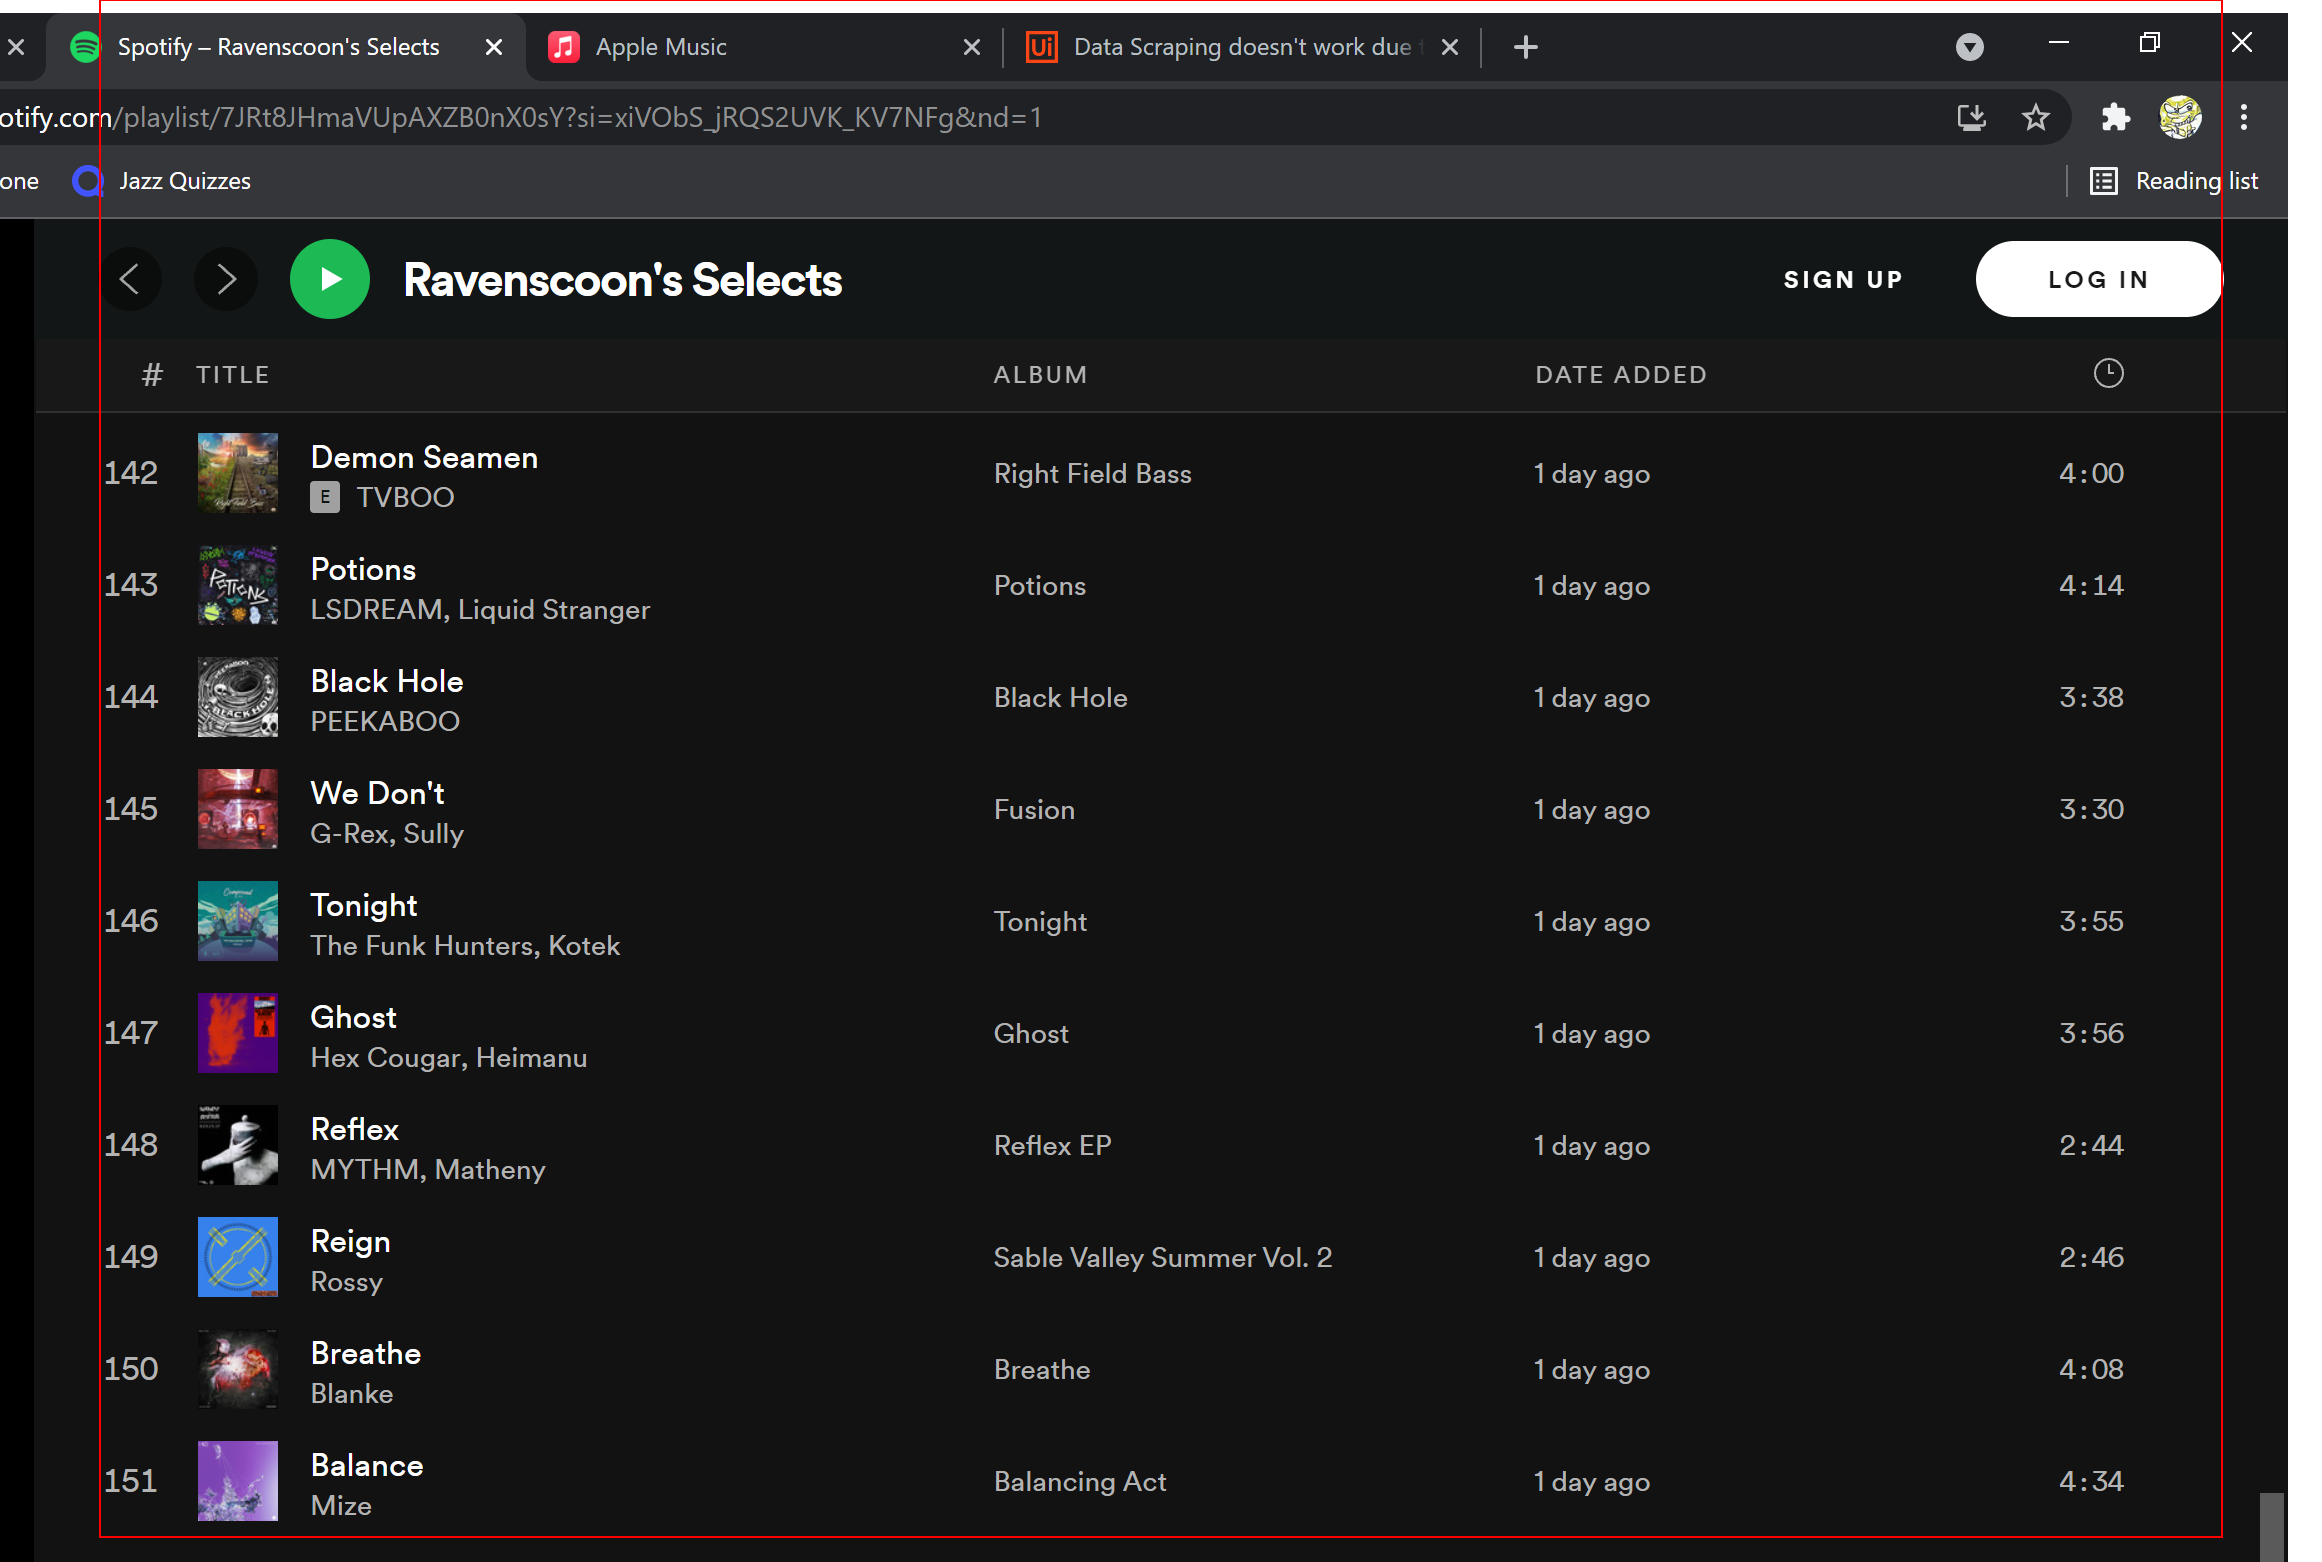 Spotify – Ravenscoon's Selects
Apple Music
Data Scraping doesn't work due
otify.com/playlist/7JRt8JHmaVUpAXZB0nX0sY?si=xiVObS_jRQS2UVK_KV7NFg&nd=1
one
Jazz Quizzes
Reading list
Ravenscoon's Selects
SIGN UP
LOG IN
# TITLE ALBUM DATE ADDED
142 Demon Seamen Right Field Bass 1 day ago 4:00
E TVBOO
143 Potions Potions 1 day ago 4:14
LSDREAM, Liquid Stranger
144 Black Hole Black Hole 1 day ago 3:38
PEEKABOO
145 We Don't Fusion 1 day ago 3:30
G-Rex, Sully
146 Tonight Tonight 1 day ago 3:55
The Funk Hunters, Kotek
147 Ghost Ghost 1 day ago 3:56
Hex Cougar, Heimanu
148 Reflex Reflex EP 1 day ago 2:44
MYTHM, Matheny
149 Reign Sable Valley Summer Vol. 2 1 day ago 2:46
Rossy
150 Breathe Breathe 1 day ago 4:08
Blanke
151 Balance Balancing Act 1 day ago 4:34
Mize